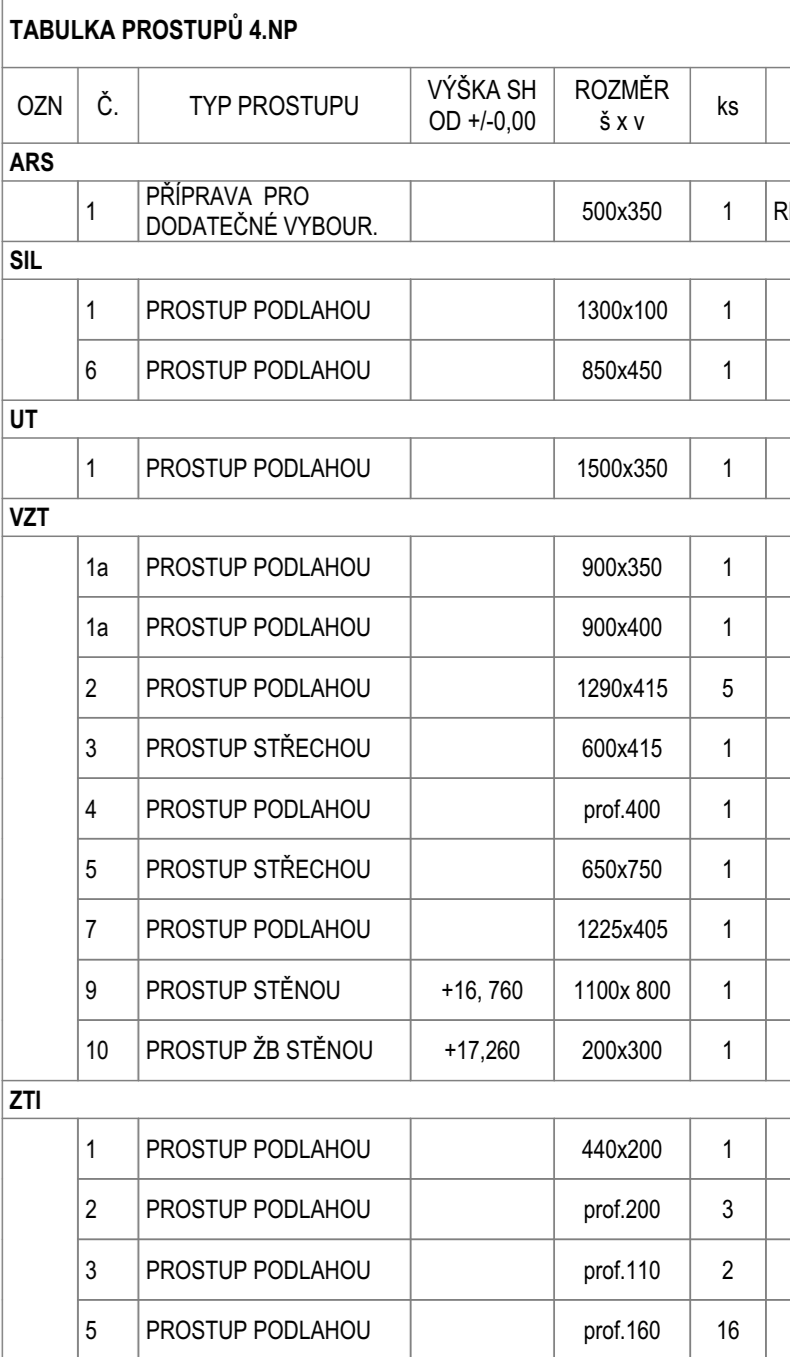 TABULKA PROSTUPŮ 4.NP
OZN Č. TYP PROSTUPU VÝŠKA SH OD +/-0,00 ROZMĚR š x v ks
ARS
1 PŘÍPRAVA PRO DODATEČNÉ VYBOUR. 500x350 1
SIL
1 PROSTUP PODLAHOU 1300x100 1
6 PROSTUP PODLAHOU 850x450 1
UT
1 PROSTUP PODLAHOU 1500x350 1
VZT
1a PROSTUP PODLAHOU 900x350 1
1a PROSTUP PODLAHOU 900x400 1
2 PROSTUP PODLAHOU 1290x415 5
3 PROSTUP STŘECHOU 600x415 1
4 PROSTUP PODLAHOU prof.400 1
5 PROSTUP STŘECHOU 650x750 1
7 PROSTUP PODLAHOU 1225x405 1
9 PROSTUP STĚNOU +16, 760 1100x 800 1
10 PROSTUP ŽB STĚNOU +17,260 200x300 1
ZTI
1 PROSTUP PODLAHOU 440x200 1
2 PROSTUP PODLAHOU prof.200 3
3 PROSTUP PODLAHOU prof.110 2
5 PROSTUP PODLAHOU prof.160 16